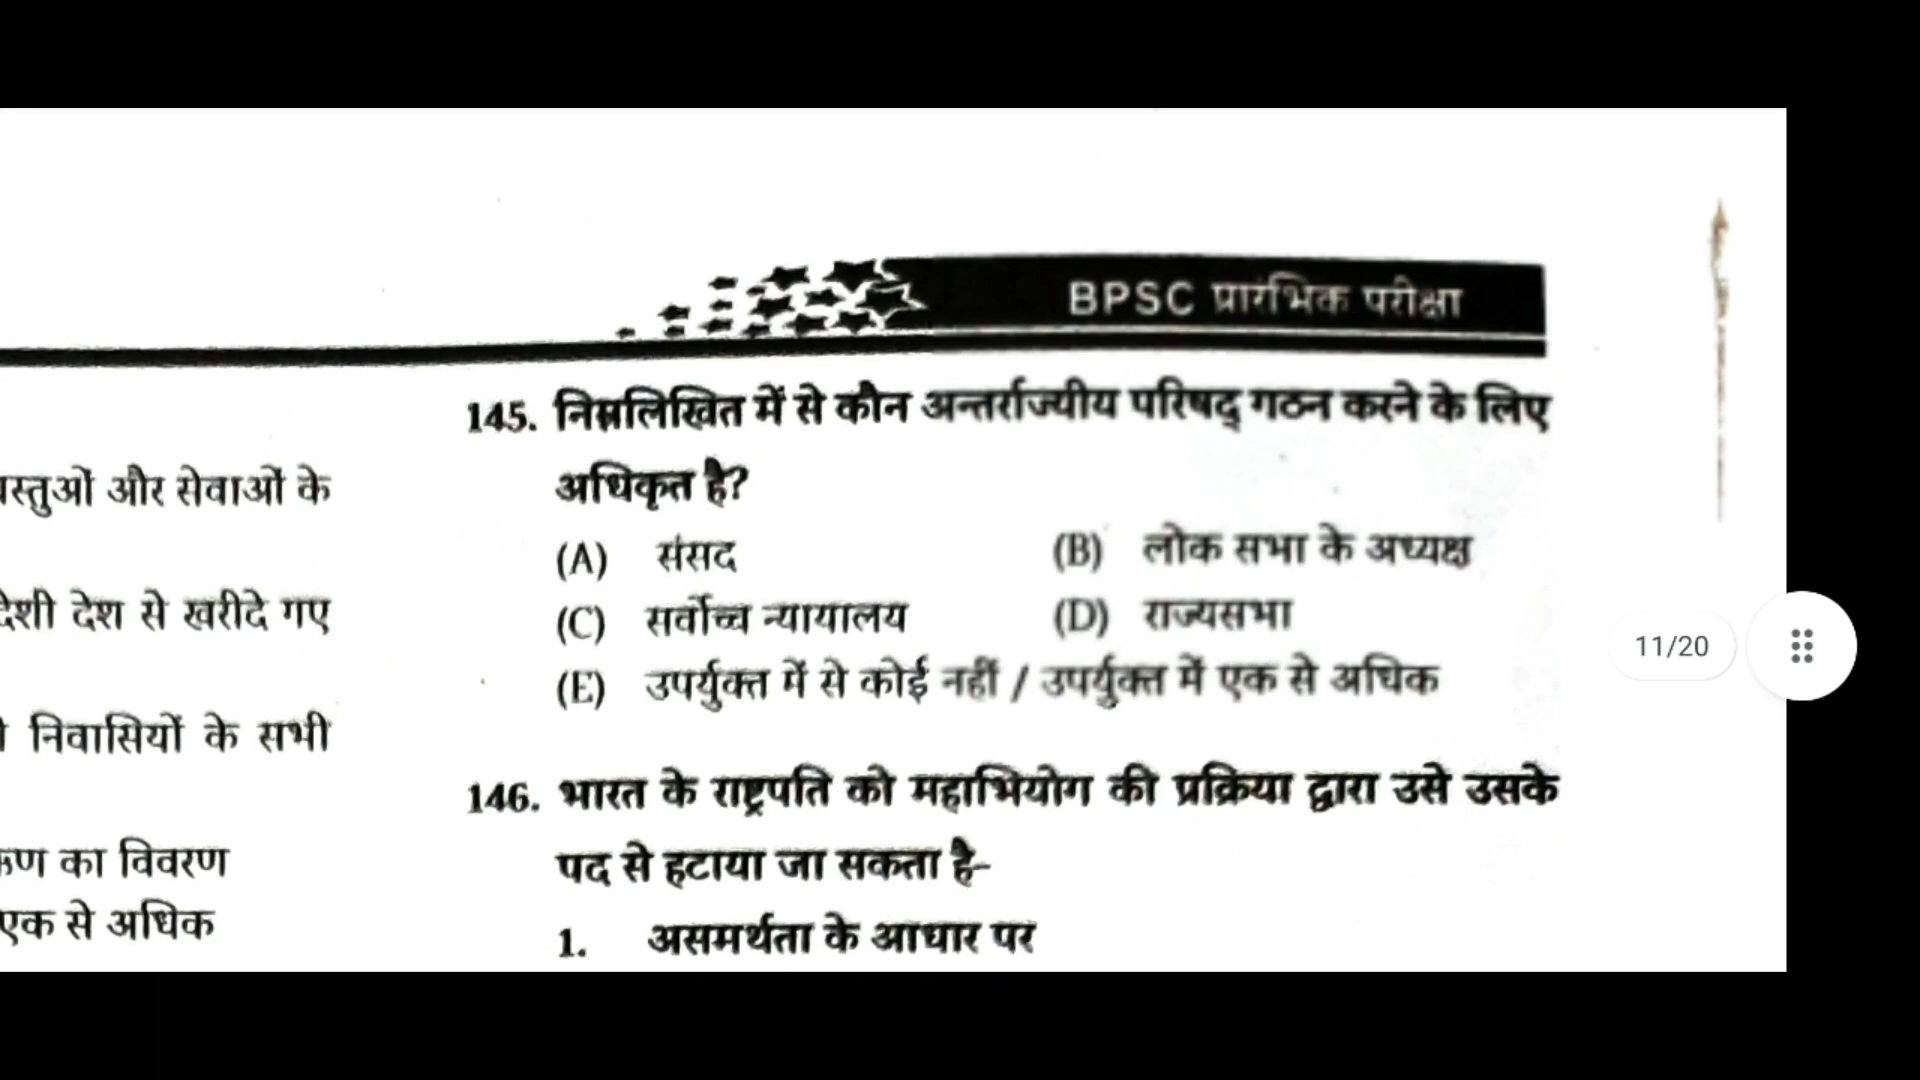 BPSC प्रारंभिक परीक्षा
और सेवाओं के
देश से खरीदे गए
निवासियों के सभी
का विवरण
एक से अधिक
145. निम्नलिखित में से कौन अन्तर्राज्यीय परिषद् गठन करने के लिए
अधिकृत है?
(A) संसद (B) लोक सभा के अध्यक्ष
(C) सर्वोच्च न्यायालय (D) राज्यसभा
(E) उपर्युक्त में से कोई नहीं / उपर्युक्त में एक से अधिक
146. भारत के राष्ट्रपति को महाभियोग की प्रक्रिया द्वारा उसे उसके
पद से हटाया जा सकता है-
1. असमर्थता के आधार पर
11/20